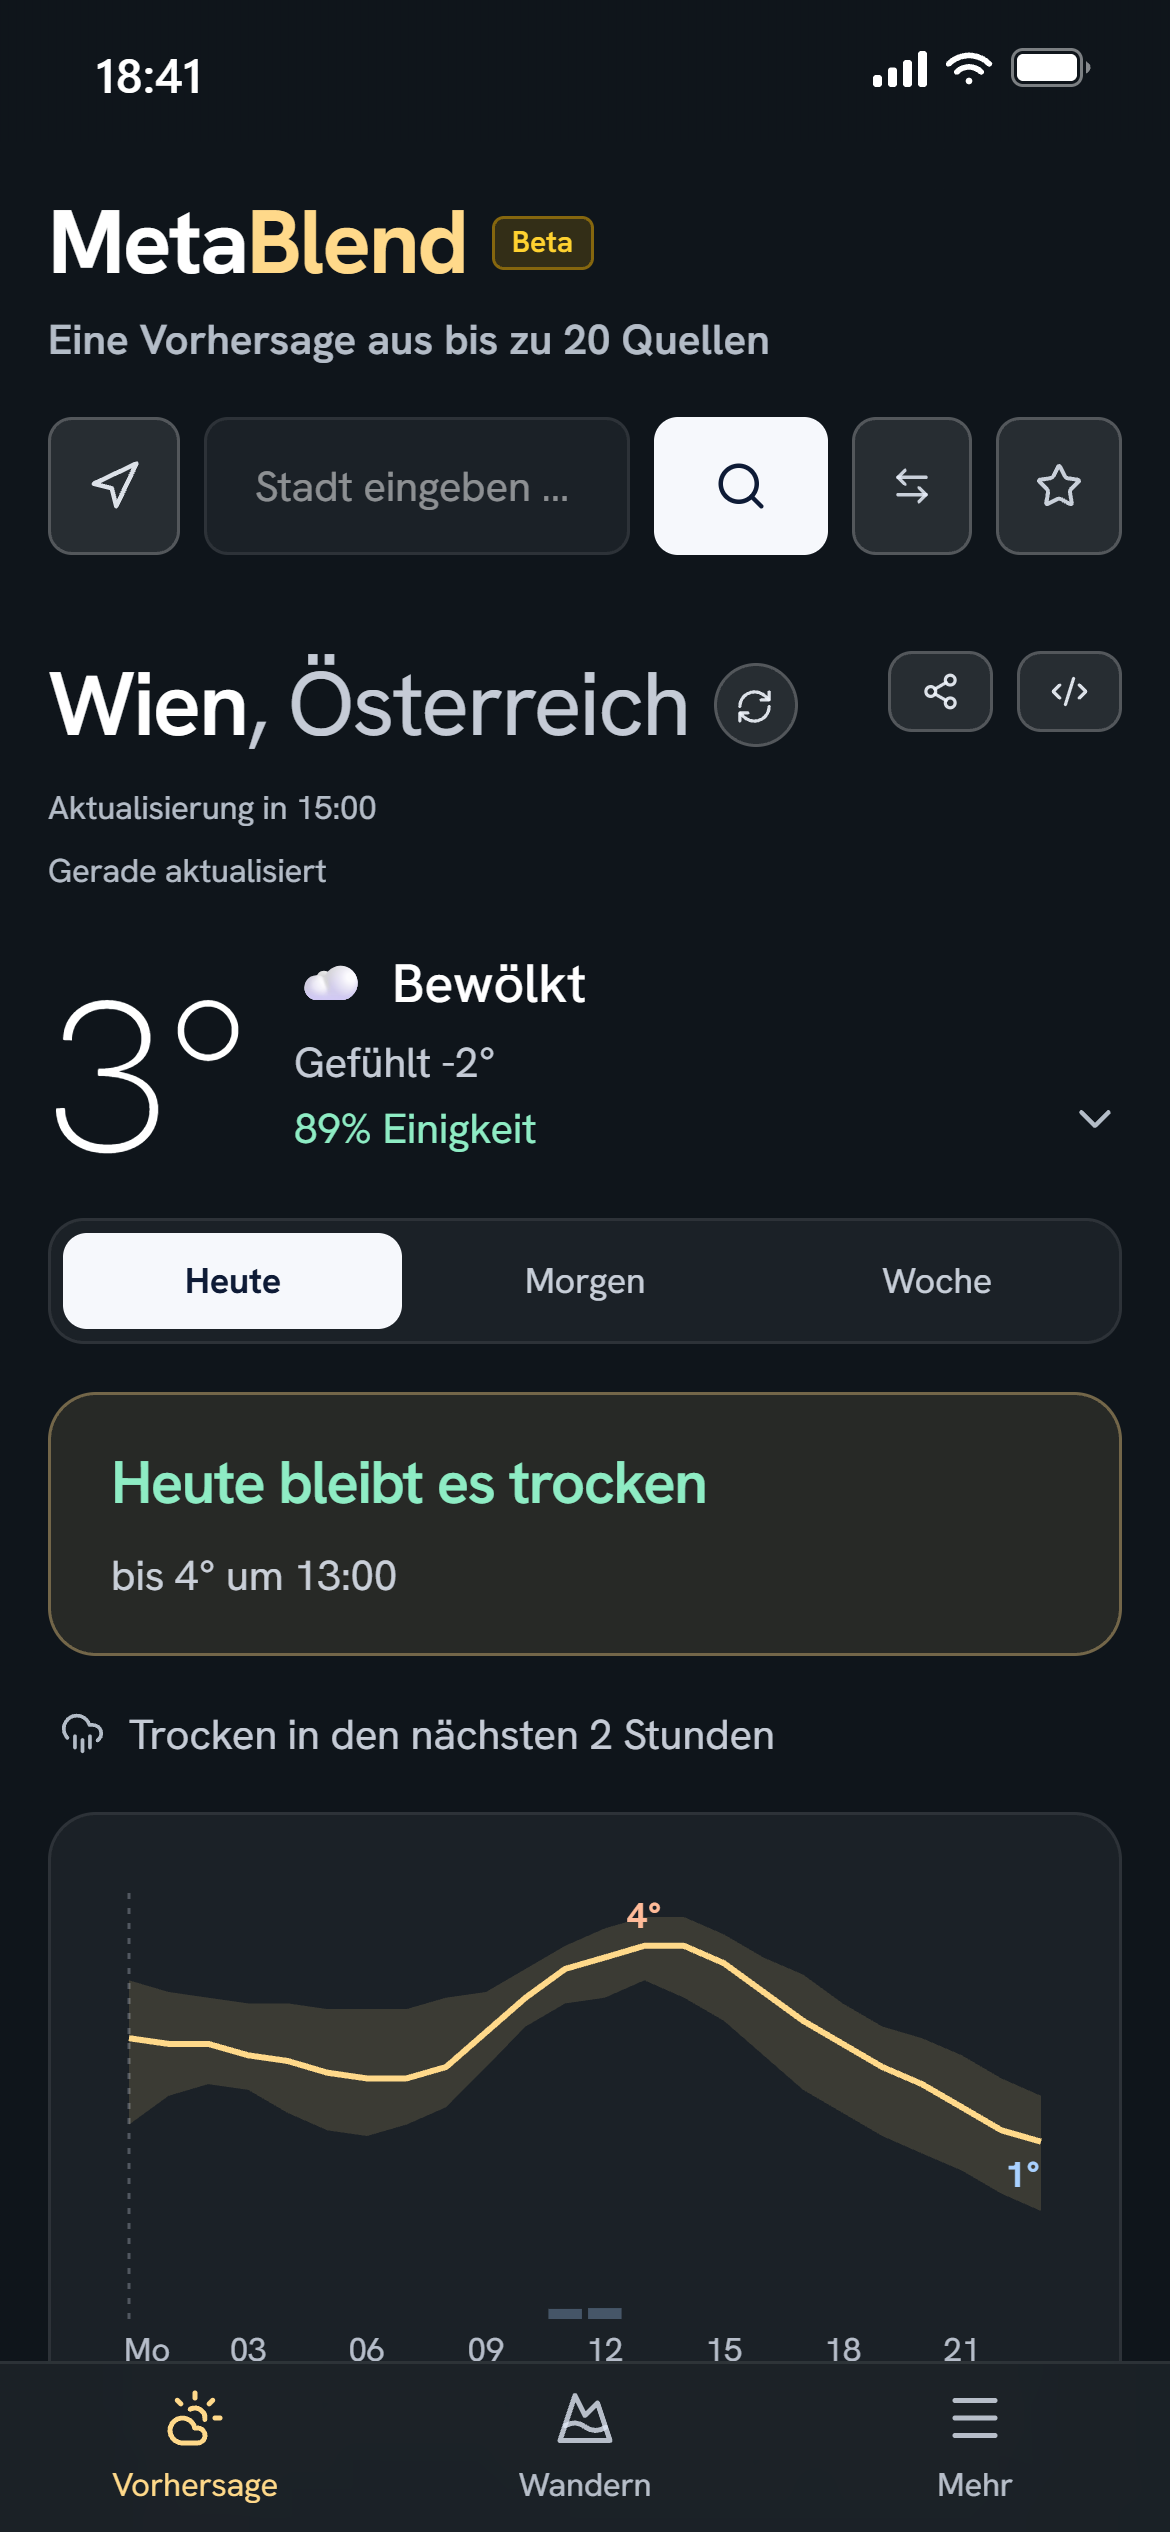 18:41
MetaBlend Beta
Eine Vorhersage aus bis zu 20 Quellen
Stadt eingeben ...
Wien, Österreich
Aktualisierung in 15:00
Gerade aktualisiert
3°
Bewölkt
Gefühlt -2°
89% Einigkeit
Heute Morgen Woche
Heute bleibt es trocken
bis 4° um 13:00
Trocken in den nächsten 2 Stunden
4°
1°
Mo 03 06 09 12 15 18 21
Vorhersage Wandern Mehr